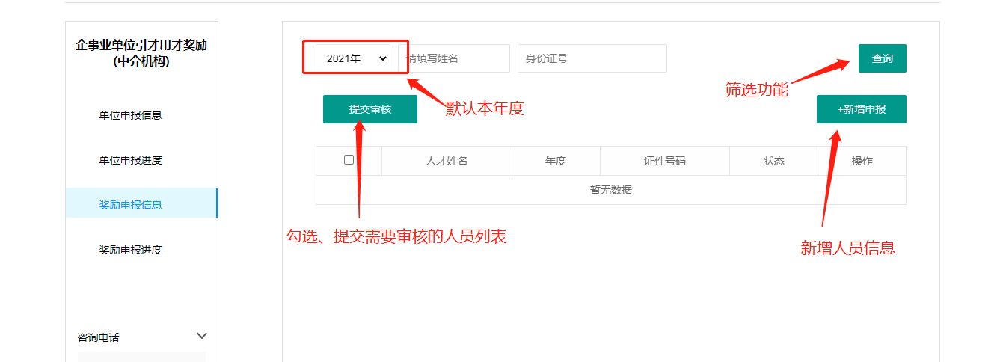 企事业单位引才用才奖励
(中介机构)
单位申报信息
单位申报进度
奖励申报信息
奖励申报进度
咨询电话
2021年
请填写姓名
身份证号
查询
筛选功能
默认本年度
提交审核
+新增申报
人才姓名
年度
证件号码
状态
操作
暂无数据
勾选、提交需要审核的人员列表
新增人员信息